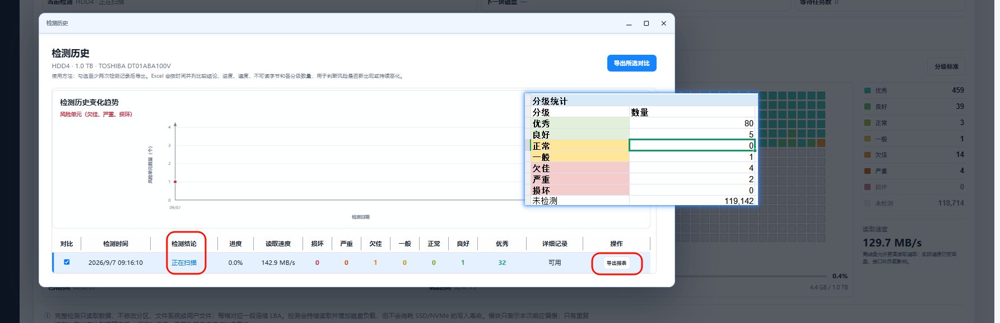 当前检测 HDD4 · 正在扫描
下一块磁盘 —
等待任务数 0
检测历史
检测历史
HDD4 · 1.0 TB · TOSHIBA DT01ABA100V
使用方法：勾选至少两次检测记录后导出。Excel 会按时间并列比较结论、进度、速度、不可读字节和各分级数量，用于判断风险是否新出现或持续恶化。
导出所选对比
检测历史变化趋势
风险单元（欠佳、严重、损坏）
风险单元数量（个）
4
3
2
1
0
09/07
检测日期
分级统计
分级 数量
优秀 80
良好 5
正常 0
一般 1
欠佳 4
严重 2
损坏 0
未检测 119,142
对比 检测时间 检测结论 进度 读取速度 损坏 严重 欠佳 一般 正常 良好 优秀 详细记录 操作
2026/9/7 09:16:10 正在扫描 0.0% 142.9 MB/s 0 0 1 0 0 1 32 可用 导出报表
分级标准
优秀 459
良好 39
正常 3
一般 1
欠佳 14
严重 4
损坏 0
未检测 118,714
读取速度
129.7 MB/s
离线盘允许更高读取速率；实际速度仍受磁
盘、接口和负载影响。
0.4%
4.4 GB / 1.0 TB
完整检测只读取数据，不修改分区、文件系统或用户文件；每格对应一段连续 LBA。检测会持续读取并增加磁盘负载，但不会消耗 SSD/NVMe 的写入寿命。慢块只表示本次响应偏慢；只有重复